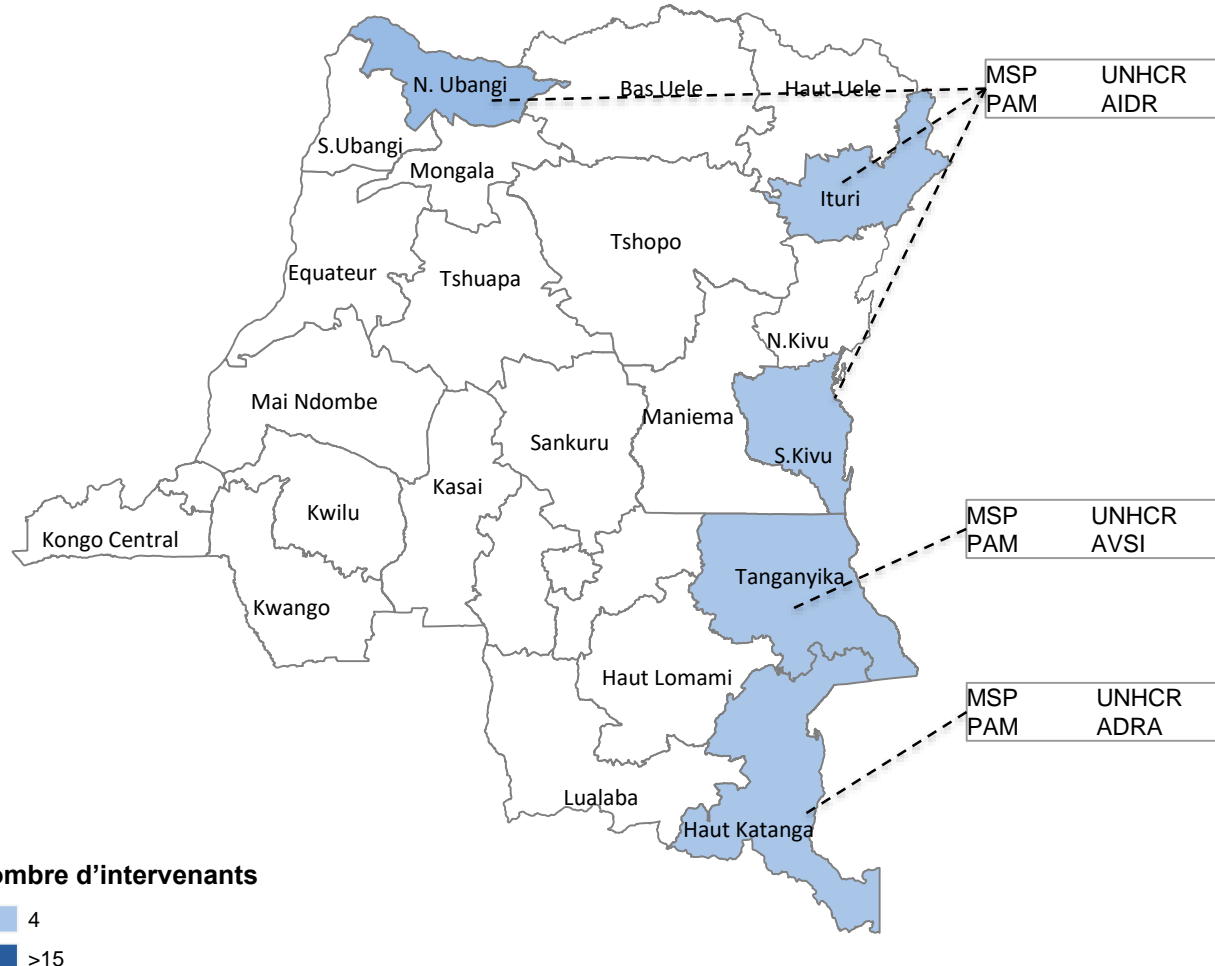 MSP UNHCR
PAM AIDR
N. Ubangi
Bas Uele
Haut Uele
S.Ubangi
Mongala
Ituri
Tshopo
Equateur
Tshuapa
N.Kivu
Mai Ndombe
Maniema
Sankuru
S.Kivu
Kasai
Kwilu
Kongo Central
MSP UNHCR
PAM AVSI
Tanganyika
Kwango
Haut Lomami
MSP UNHCR
PAM ADRA
Lualaba
Haut Katanga
ombre d'intervenants
4
>15